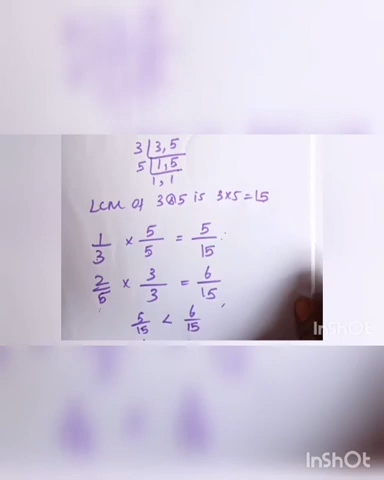 3 | 3, 5
5 | 1, 5
1, 1
LCM of 3 & 5 is 3×5=15
1/3 × 5/5 = 5/15
2/5 × 3/3 = 6/15
5/15 < 6/15
InShOt
InShOt